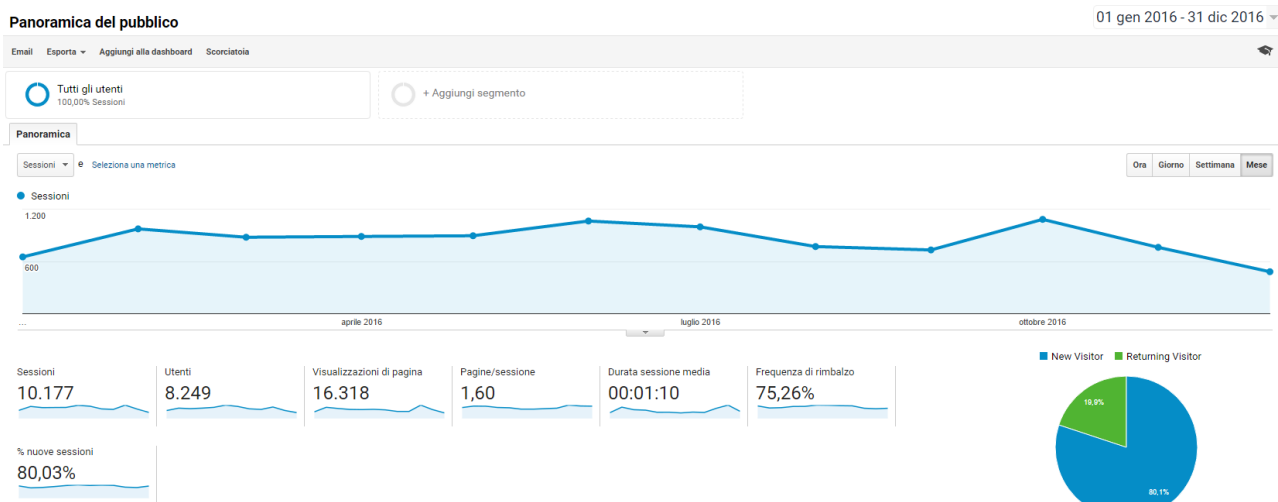 Panoramica del pubblico
01 gen 2016 - 31 dic 2016
Email Esporta Aggiungi alla dashboard Scorciatoia
Tutti gli utenti
100,00% Sessioni
+ Aggiungi segmento
Panoramica
Sessioni e Seleziona una metrica
Ora Giorno Settimana Mese
Sessioni
1.200
600
... aprile 2016 luglio 2016 ottobre 2016
New Visitor Returning Visitor
Sessioni
10.177
Utenti
8.249
Visualizzazioni di pagina
16.318
Pagine/sessione
1,60
Durata sessione media
00:01:10
Frequenza di rimbalzo
75,26%
% nuove sessioni
80,03%
19,9%
80,1%